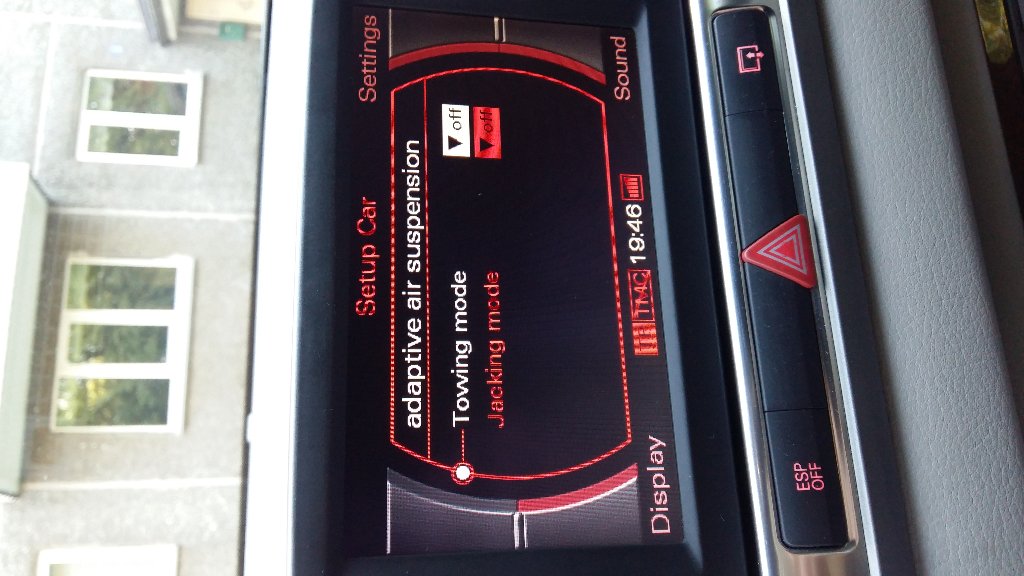 Settings
Setup Car
adaptive air suspension
Towing mode off
Jacking mode off
Display
TMC 19:46
Sound
ESP
OFF